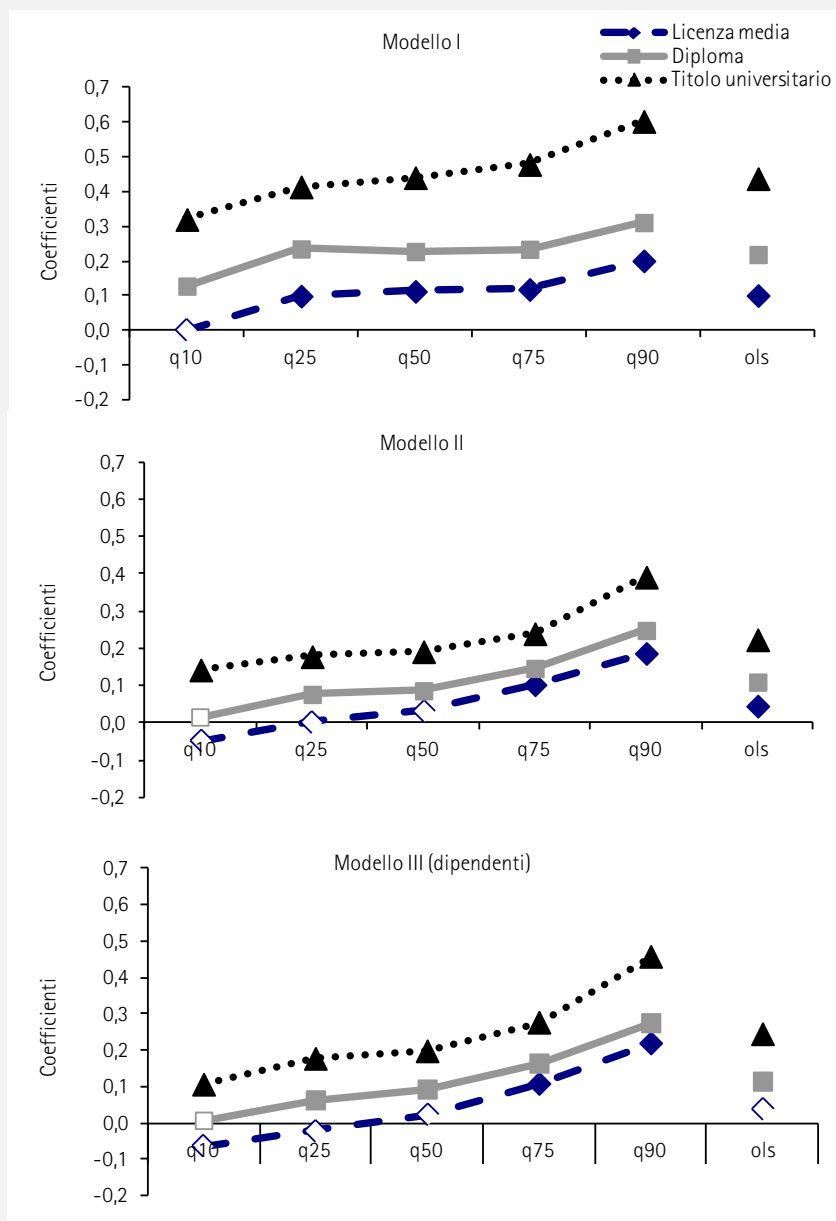 Modello I
Licenza media
Diploma
Titolo universitario
Coefficienti
0,7
0,6
0,5
0,4
0,3
0,2
0,1
0,0
-0,1
-0,2
q10 q25 q50 q75 q90 ols
Modello II
Coefficienti
0,7
0,6
0,5
0,4
0,3
0,2
0,1
0,0
-0,1
-0,2
q10 q25 q50 q75 q90 ols
Modello III (dipendenti)
Coefficienti
0,7
0,6
0,5
0,4
0,3
0,2
0,1
0,0
-0,1
-0,2
q10 q25 q50 q75 q90 ols